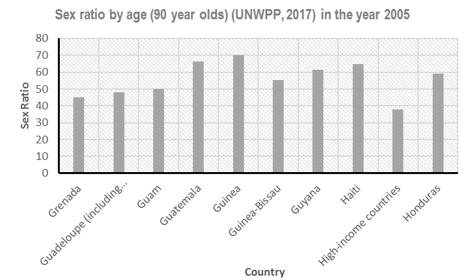 Sex ratio by age (90 year olds) (UNWPP, 2017) in the year 2005
80
70
60
50
40
30
20
10
0
Sex Ratio
Grenada
Guadeloupe (including...
Guam
Guatemala
Guinea
Guinea-Bissau
Guyana
Haiti
High-income countries
Honduras
Country